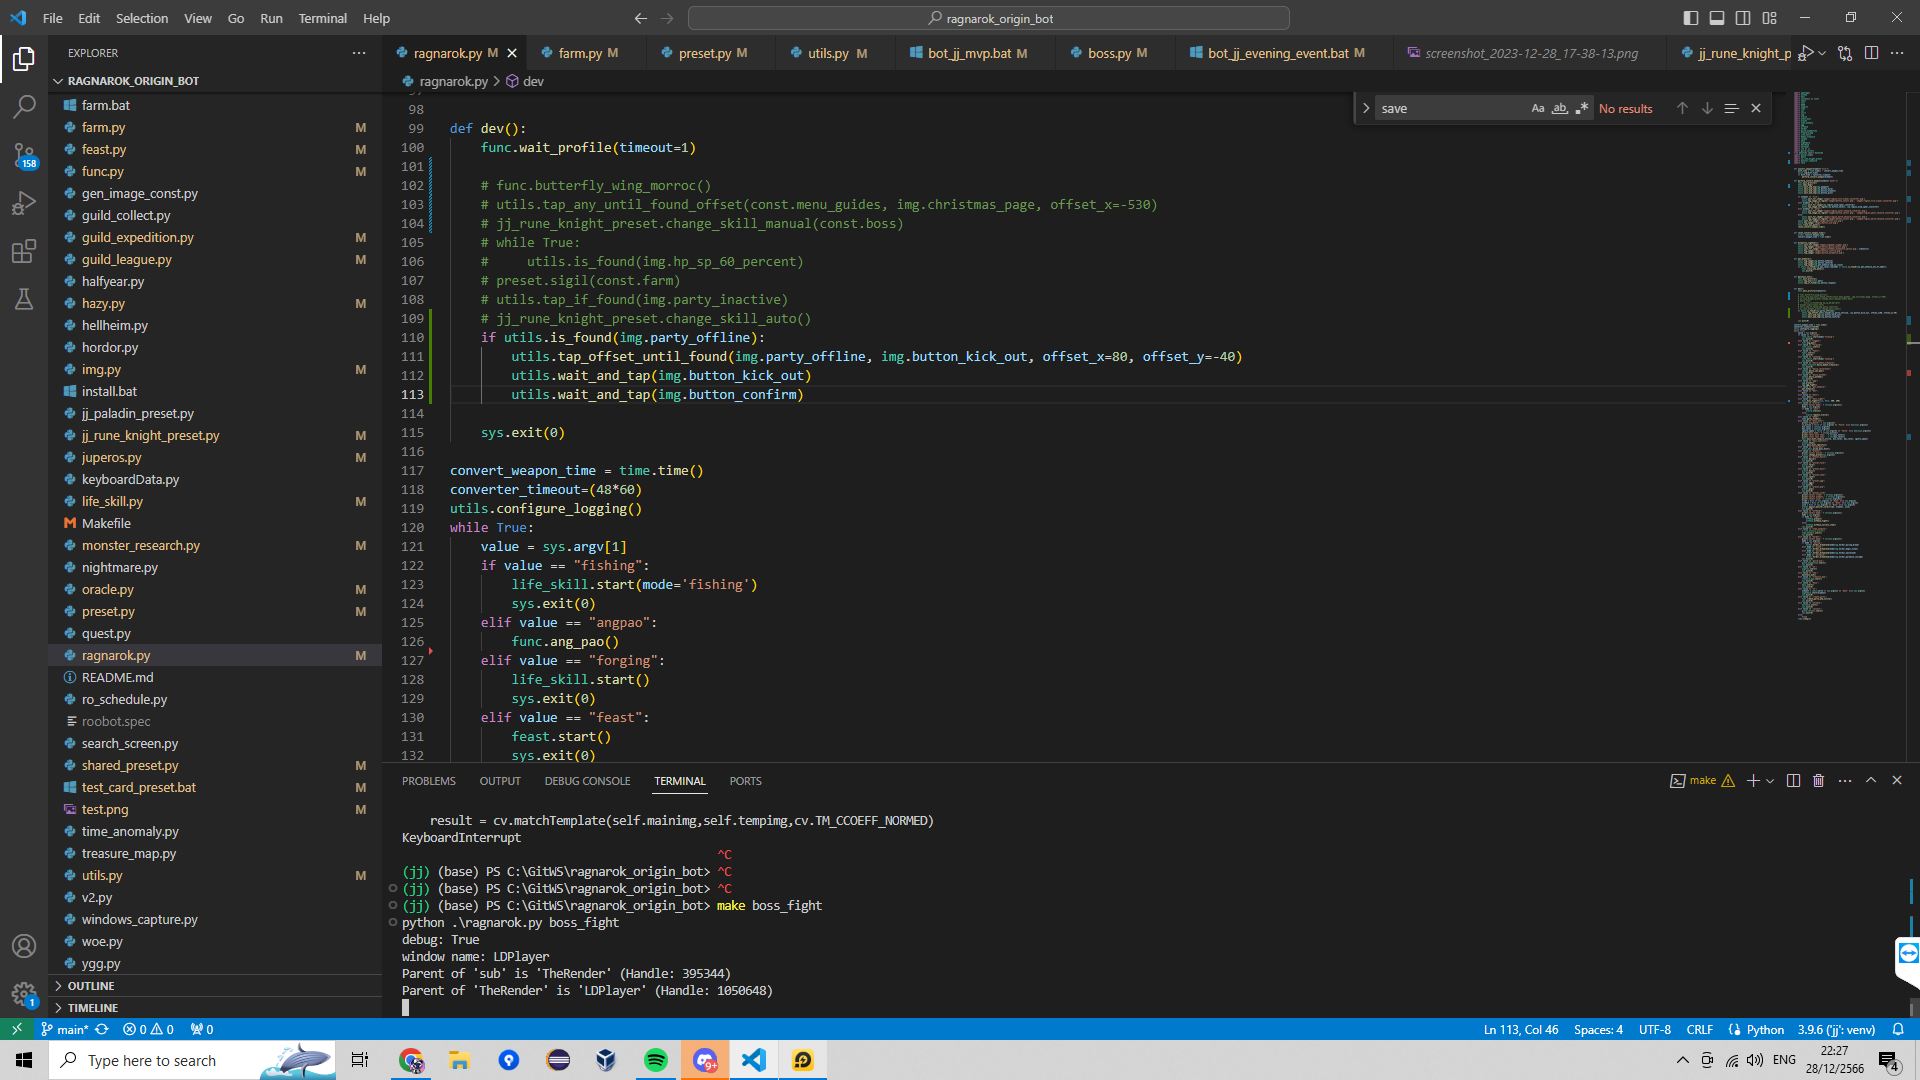 File Edit Selection View Go Run Terminal Help
ragnarok_origin_bot
EXPLORER
RAGNAROK_ORIGIN_BOT
farm.bat
farm.py M
feast.py M
func.py M
gen_image_const.py
guild_collect.py
guild_expedition.py M
guild_league.py M
halfyear.py
hazy.py M
hellheim.py
hordor.py
img.py M
install.bat
jj_paladin_preset.py
jj_rune_knight_preset.py M
juperos.py M
keyboardData.py
life_skill.py M
Makefile
monster_research.py M
nightmare.py
oracle.py M
preset.py M
quest.py
ragnarok.py M
README.md
ro_schedule.py
roobot.spec
search_screen.py
shared_preset.py M
test_card_preset.bat M
test.png M
time_anomaly.py
treasure_map.py
utils.py M
v2.py
windows_capture.py
woe.py
ygg.py
OUTLINE
TIMELINE
158
1
ragnarok.py M farm.py M preset.py M utils.py M bot_jj_mvp.bat M boss.py M bot_jj_evening_event.bat M screenshot_2023-12-28_17-38-13.png jj_rune_knight_p
ragnarok.py > dev
save Aa ab No results
98
99 def dev():
100 func.wait_profile(timeout=1)
101
102 # func.butterfly_wing_morroc()
103 # utils.tap_any_until_found_offset(const.menu_guides, img.christmas_page, offset_x=-530)
104 # jj_rune_knight_preset.change_skill_manual(const.boss)
105 # while True:
106 #     utils.is_found(img.hp_sp_60_percent)
107 # preset.sigil(const.farm)
108 # utils.tap_if_found(img.party_inactive)
109 # jj_rune_knight_preset.change_skill_auto()
110 if utils.is_found(img.party_offline):
111 utils.tap_offset_until_found(img.party_offline, img.button_kick_out, offset_x=80, offset_y=-40)
112 utils.wait_and_tap(img.button_kick_out)
113 utils.wait_and_tap(img.button_confirm)
114
115 sys.exit(0)
116
117 convert_weapon_time = time.time()
118 converter_timeout=(48*60)
119 utils.configure_logging()
120 while True:
121 value = sys.argv[1]
122 if value == "fishing":
123 life_skill.start(mode='fishing')
124 sys.exit(0)
125 elif value == "angpao":
126 func.ang_pao()
127 elif value == "forging":
128 life_skill.start()
129 sys.exit(0)
130 elif value == "feast":
131 feast.start()
132 sys.exit(0)
PROBLEMS OUTPUT DEBUG CONSOLE TERMINAL PORTS
make
result = cv.matchTemplate(self.mainimg,self.tempimg,cv.TM_CCOEFF_NORMED)
KeyboardInterrupt
^C
(jj) (base) PS C:\GitWS\ragnarok_origin_bot> ^C
(jj) (base) PS C:\GitWS\ragnarok_origin_bot> ^C
(jj) (base) PS C:\GitWS\ragnarok_origin_bot> make boss_fight
python .\ragnarok.py boss_fight
debug: True
window name: LDPlayer
Parent of 'sub' is 'TheRender' (Handle: 395344)
Parent of 'TheRender' is 'LDPlayer' (Handle: 1050648)
main* 0 0 0
Ln 113, Col 46 Spaces: 4 UTF-8 CRLF Python 3.9.6 ('jj': venv)
Type here to search
9+
ENG
22:27
28/12/2566
4